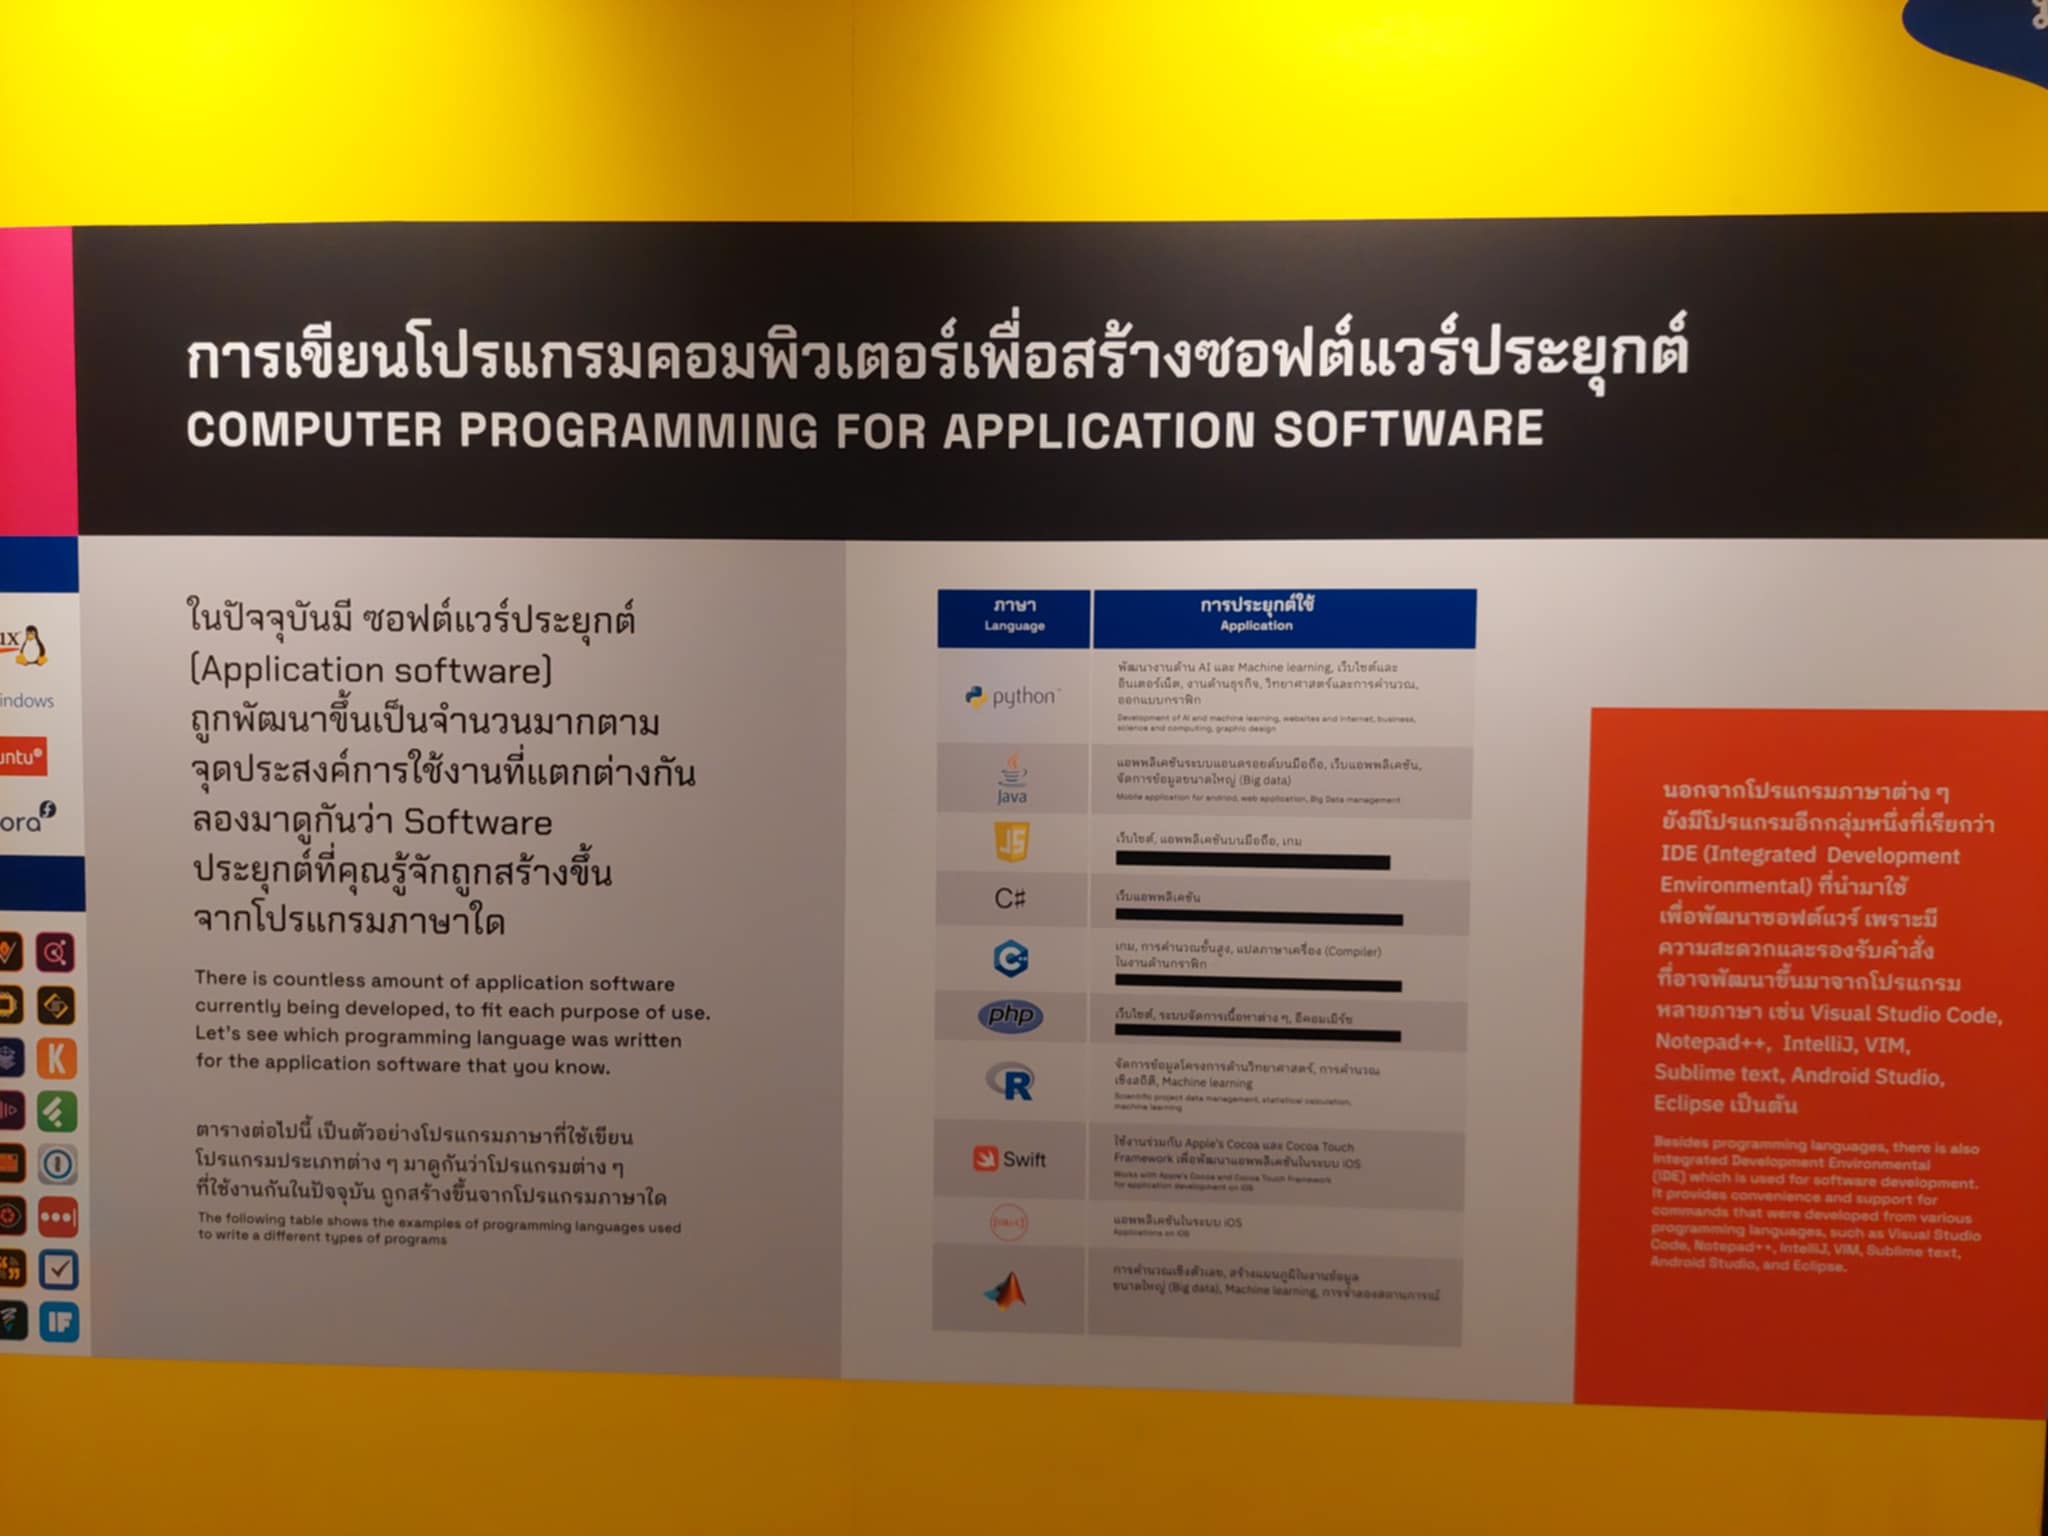 การเขียนโปรแกรมคอมพิวเตอร์เพื่อสร้างซอฟต์แวร์ประยุกต์
COMPUTER PROGRAMMING FOR APPLICATION SOFTWARE
ux
indows
untu
ora
K
IF
ในปัจจุบันมี ซอฟต์แวร์ประยุกต์
(Application software)
ถูกพัฒนาขึ้นเป็นจำนวนมากตาม
จุดประสงค์การใช้งานที่แตกต่างกัน
ลองมาดูกันว่า Software
ประยุกต์ที่คุณรู้จักถูกสร้างขึ้น
จากโปรแกรมภาษาใด
There is countless amount of application software
currently being developed, to fit each purpose of use.
Let's see which programming language was written
for the application software that you know.
ตารางต่อไปนี้ เป็นตัวอย่างโปรแกรมภาษาที่ใช้เขียน
โปรแกรมประเภทต่าง ๆ มาดูกันว่าโปรแกรมต่าง ๆ
ที่ใช้งานกันในปัจจุบัน ถูกสร้างขึ้นจากโปรแกรมภาษาใด
The following table shows the examples of programming languages used
to write a different types of programs
ภาษา
Language
การประยุกต์ใช้
Application
python
พัฒนางานด้าน AI และ Machine learning, เว็บไซต์และ
อินเตอร์เน็ต, งานด้านธุรกิจ, วิทยาศาสตร์และการคำนวณ,
ออกแบบกราฟิก
Development of AI and machine learning, websites and internet, business,
science and computing, graphic design
Java
แอพพลิเคชันระบบแอนดรอยด์บนมือถือ, เว็บแอพพลิเคชัน,
จัดการข้อมูลขนาดใหญ่ (Big data)
Mobile application for andriod, web application, Big Data management
JS
เว็บไซต์, แอพพลิเคชันบนมือถือ, เกม
C#
เว็บแอพพลิเคชัน
C++
เกม, การคำนวณขั้นสูง, แปลภาษาเครื่อง (Compiler)
ในงานด้านกราฟิก
php
เว็บไซต์, ระบบจัดการเนื้อหาต่าง ๆ, อีคอมเมิร์ซ
R
จัดการข้อมูลโครงการด้านวิทยาศาสตร์, การคำนวณ
เชิงสถิติ, Machine learning
Scientific project data management, statistical calculation,
machine learning
Swift
ใช้งานร่วมกับ Apple's Cocoa และ Cocoa Touch
Framework เพื่อพัฒนาแอพพลิเคชันในระบบ iOS
Works with Apple's Cocoa and Cocoa Touch Framework
for application development on iOS
แอพพลิเคชันในระบบ iOS
Applications on iOS
การคำนวณเชิงตัวเลข, สร้างแผนภูมิในงานข้อมูล
ขนาดใหญ่ (Big data), Machine learning, การจำลองสถานการณ์
นอกจากโปรแกรมภาษาต่าง ๆ
ยังมีโปรแกรมอีกกลุ่มหนึ่งที่เรียกว่า
IDE (Integrated Development
Environmental) ที่นำมาใช้
เพื่อพัฒนาซอฟต์แวร์ เพราะมี
ความสะดวกและรองรับคำสั่ง
ที่อาจพัฒนาขึ้นมาจากโปรแกรม
หลายภาษา เช่น Visual Studio Code,
Notepad++, IntelliJ, VIM,
Sublime text, Android Studio,
Eclipse เป็นต้น
Besides programming languages, there is also
Integrated Development Environmental
(IDE) which is used for software development.
It provides convenience and support for
commands that were developed from various
programming languages, such as Visual Studio
Code, Notepad++, IntelliJ, VIM, Sublime text,
Android Studio, and Eclipse.